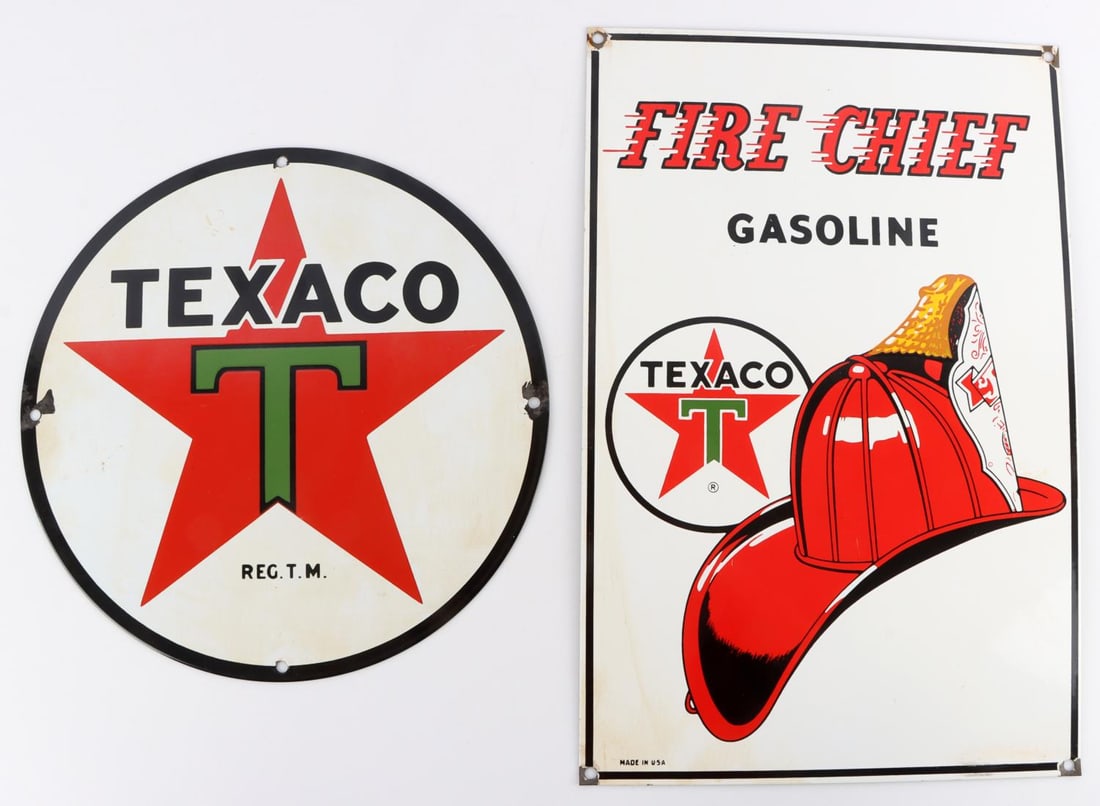 TEXACO
T
REG. T. M.
FIRE CHIEF
GASOLINE
TEXACO
T
®
MADE IN USA